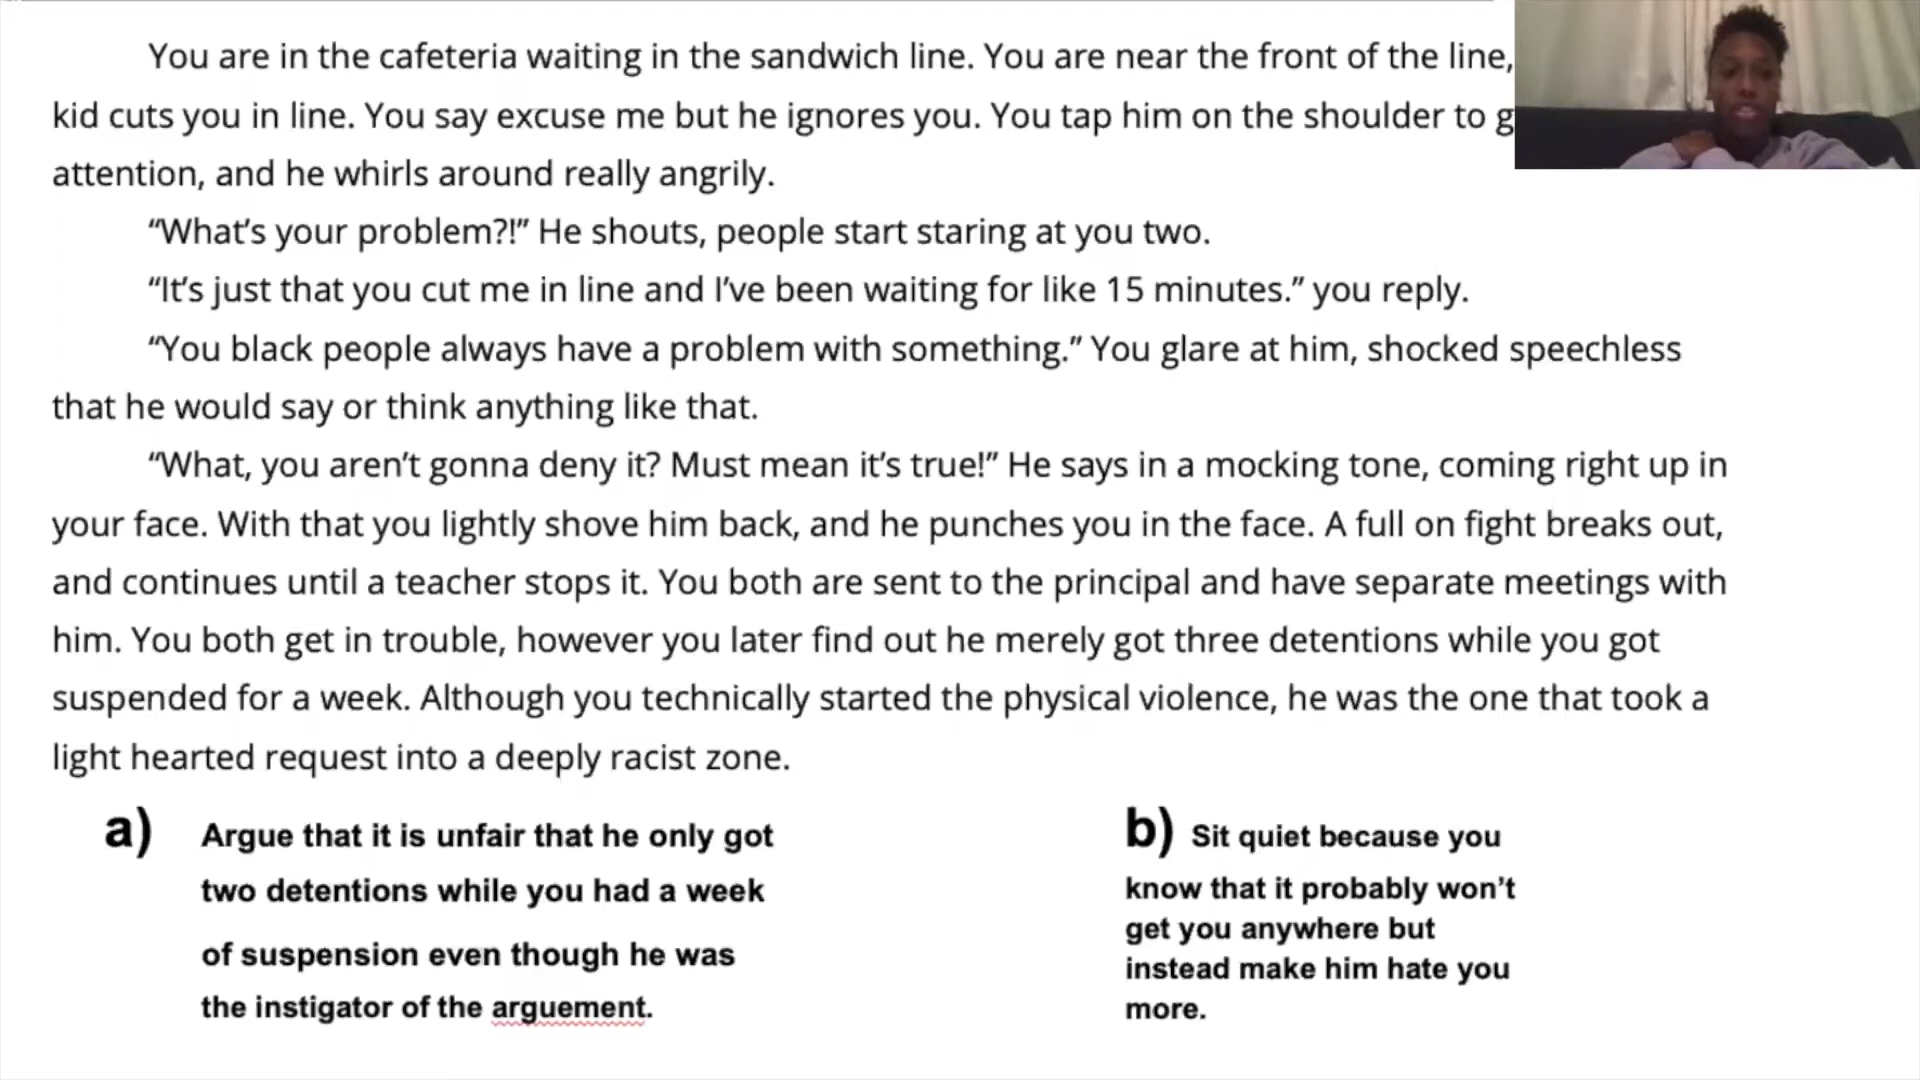 You are in the cafeteria waiting in the sandwich line. You are near the front of the line,
kid cuts you in line. You say excuse me but he ignores you. You tap him on the shoulder to
attention, and he whirls around really angrily.
“What’s your problem?!” He shouts, people start staring at you two.
“It’s just that you cut me in line and I’ve been waiting for like 15 minutes.” you reply.
“You black people always have a problem with something.” You glare at him, shocked speechless
that he would say or think anything like that.
“What, you aren’t gonna deny it? Must mean it’s true!” He says in a mocking tone, coming right up in
your face. With that you lightly shove him back, and he punches you in the face. A full on fight breaks out,
and continues until a teacher stops it. You both are sent to the principal and have separate meetings with
him. You both get in trouble, however you later find out he merely got three detentions while you got
suspended for a week. Although you technically started the physical violence, he was the one that took a
light hearted request into a deeply racist zone.
a) Argue that it is unfair that he only got
two detentions while you had a week
of suspension even though he was
the instigator of the arguement.
b) Sit quiet because you
know that it probably won’t
get you anywhere but
instead make him hate you
more.